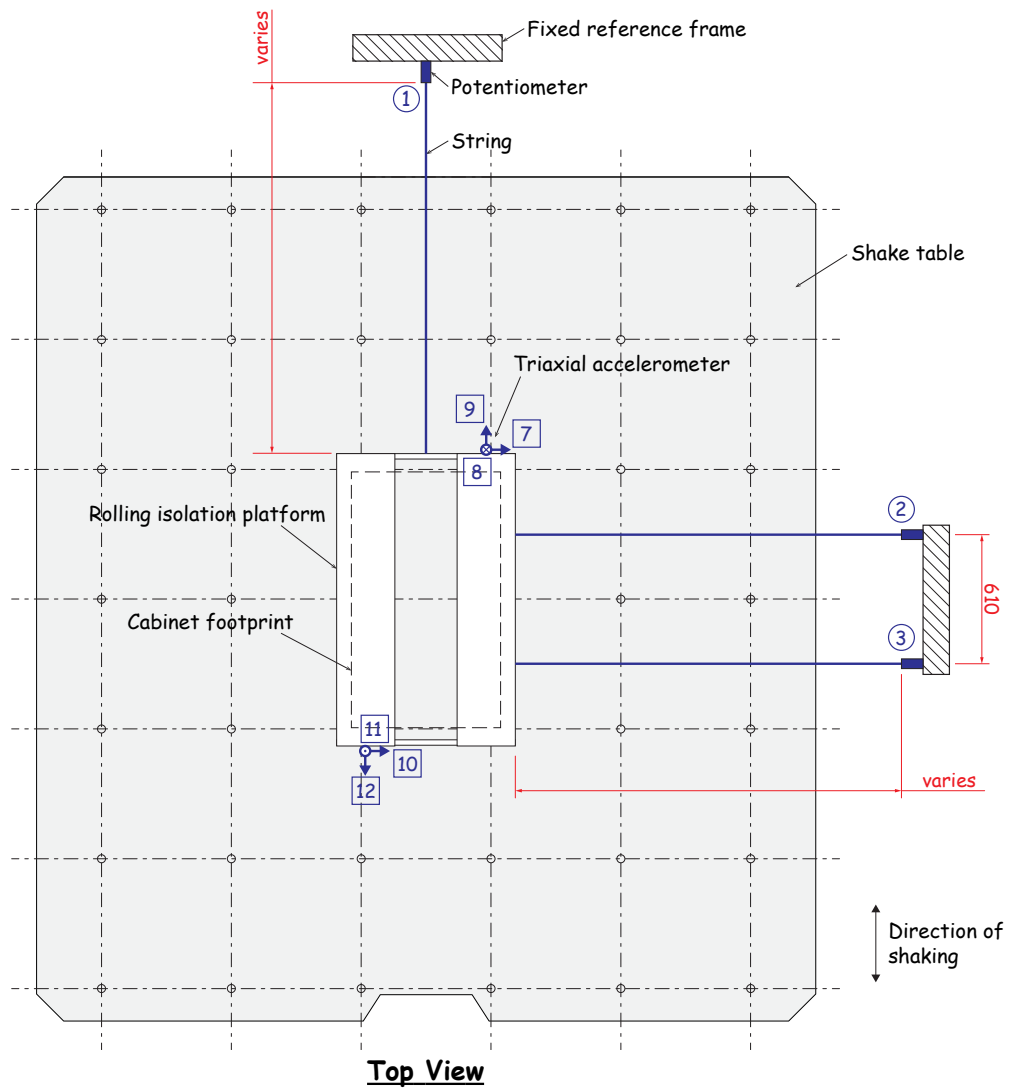 varies
Fixed reference frame
Potentiometer
1
String
Shake table
Triaxial accelerometer
9
7
8
2
Rolling isolation platform
610
Cabinet footprint
3
11
10
12
varies
Direction of
shaking
Top View